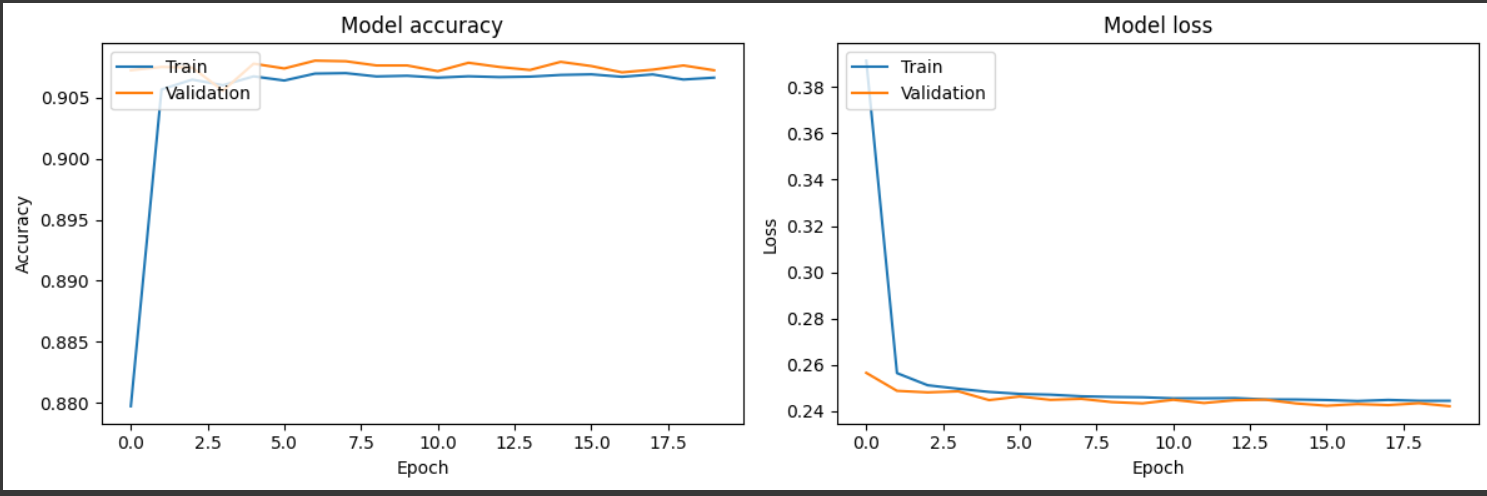 Model accuracy
Train
Validation
0.905
0.900
0.895
0.890
0.885
0.880
Accuracy
0.0 2.5 5.0 7.5 10.0 12.5 15.0 17.5
Epoch
Model loss
Train
Validation
0.38
0.36
0.34
0.32
0.30
0.28
0.26
0.24
Loss
0.0 2.5 5.0 7.5 10.0 12.5 15.0 17.5
Epoch